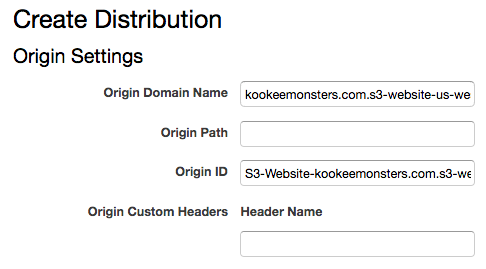 Create Distribution
Origin Settings
Origin Domain Name kookeemonsters.com.s3-website-us-we
Origin Path
Origin ID S3-Website-kookeemonsters.com.s3-we
Origin Custom Headers Header Name